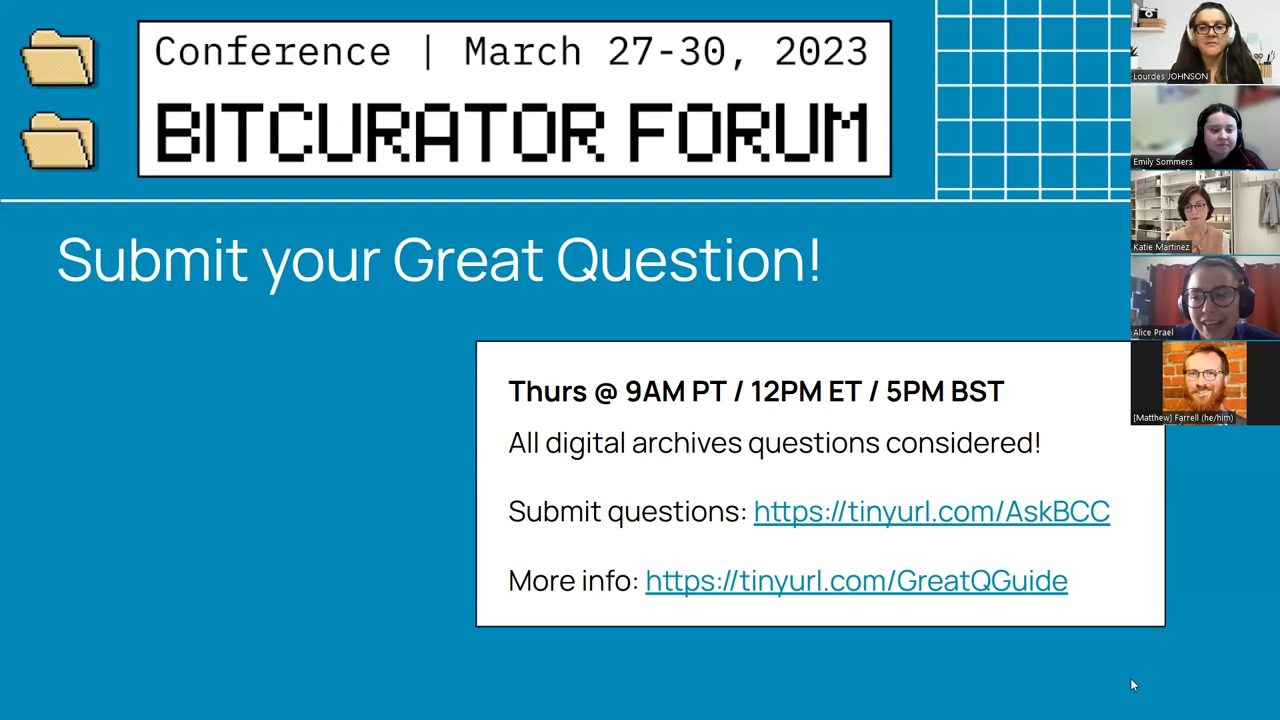 Conference | March 27-30, 2023
BITCURATOR FORUM
Submit your Great Question!
Thurs @ 9AM PT / 12PM ET / 5PM BST
All digital archives questions considered!
Submit questions: https://tinyurl.com/AskBCC
More info: https://tinyurl.com/GreatQGuide
Lourdes JOHNSON
Emily Sommers
Katie Martinez
Alice Prael
[Matthew] Farrell (he/him)